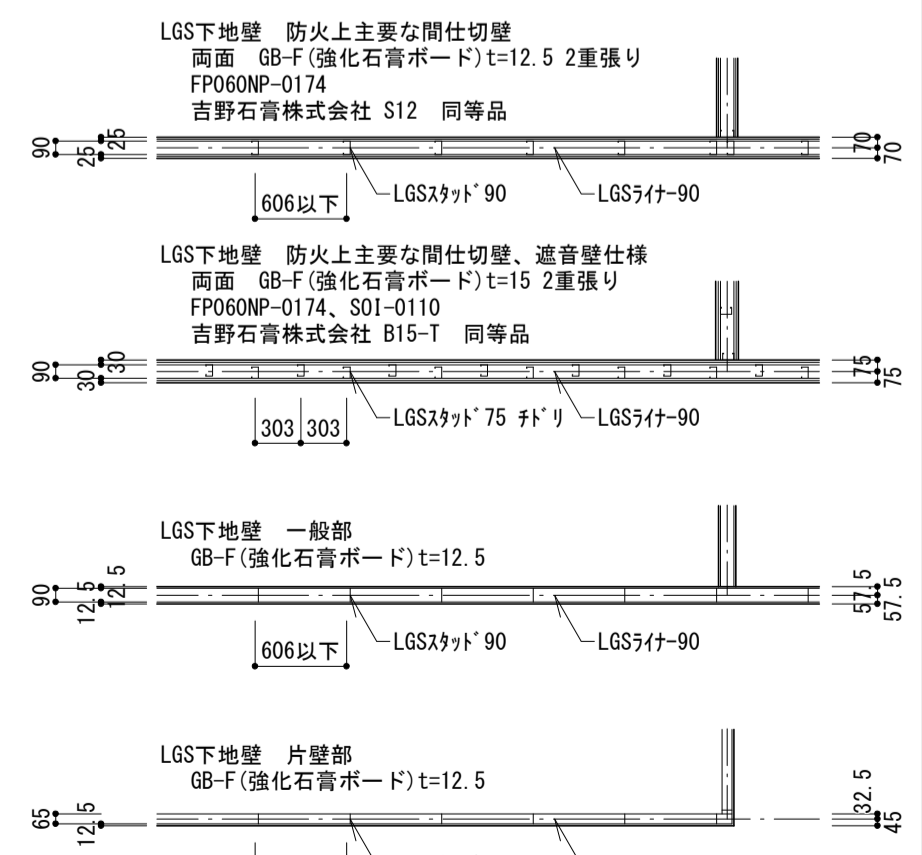 LGS下地壁 防火上主要な間仕切壁
両面 GB-F(強化石膏ボード)t=12.5 2重張り
FP060NP-0174
吉野石膏株式会社 S12 同等品
90
25
25
70
70
LGSスタッド90
LGSライナー90
606以下
LGS下地壁 防火上主要な間仕切壁、遮音壁仕様
両面 GB-F(強化石膏ボード)t=15 2重張り
FP060NP-0174、SOI-0110
吉野石膏株式会社 B15-T 同等品
90
30
30
75
75
LGSスタッド75 チドリ
LGSライナー90
303 303
LGS下地壁 一般部
GB-F(強化石膏ボード)t=12.5
90
12.5
12.5
57.5
57.5
LGSスタッド90
LGSライナー90
606以下
LGS下地壁 片壁部
GB-F(強化石膏ボード)t=12.5
65
12.5
32.5
45